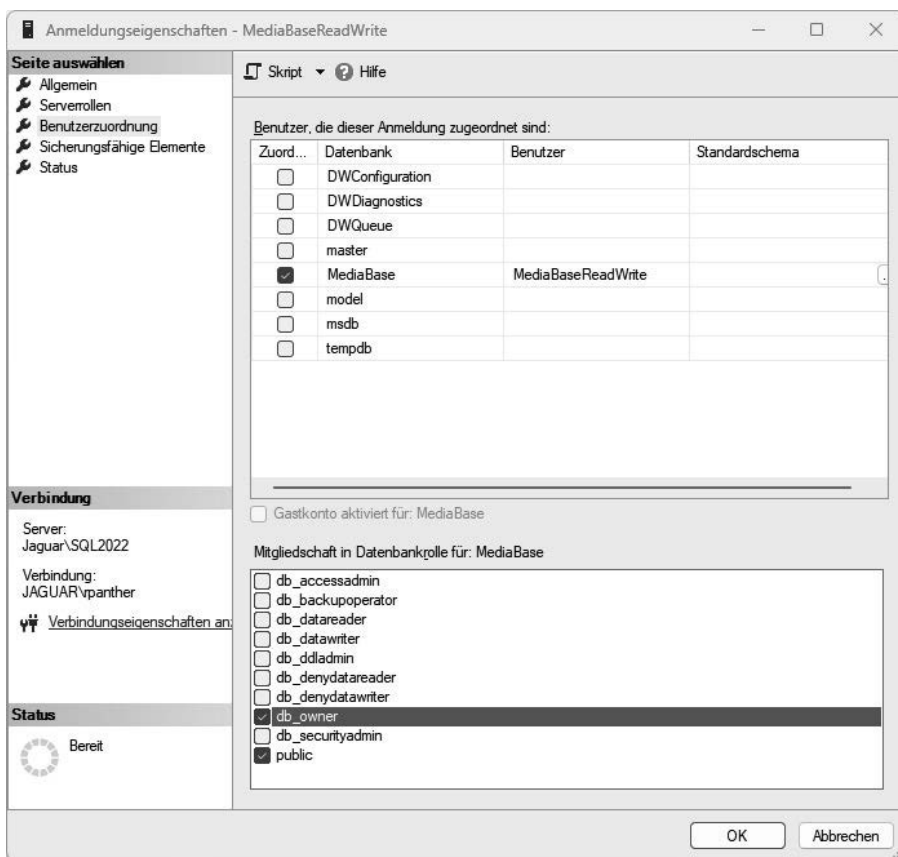 Anmeldungseigenschaften - MediaBaseReadWrite
Seite auswählen
Allgemein
Serverrollen
Benutzerzuordnung
Sicherungsfähige Elemente
Status
Skript
Hilfe
Benutzer, die dieser Anmeldung zugeordnet sind:
Zuord... Datenbank Benutzer Standardschema
DWConfiguration
DWDiagnostics
DWQueue
master
MediaBase MediaBaseReadWrite
model
msdb
tempdb
Gastkonto aktiviert für: MediaBase
Mitgliedschaft in Datenbankrolle für: MediaBase
db_accessadmin
db_backupoperator
db_datareader
db_datawriter
db_ddladmin
db_denydatareader
db_denydatawriter
db_owner
db_securityadmin
public
Verbindung
Server:
Jaguar\SQL2022
Verbindung:
JAGUAR\rpanther
Verbindungseigenschaften an:
Status
Bereit
OK
Abbrechen